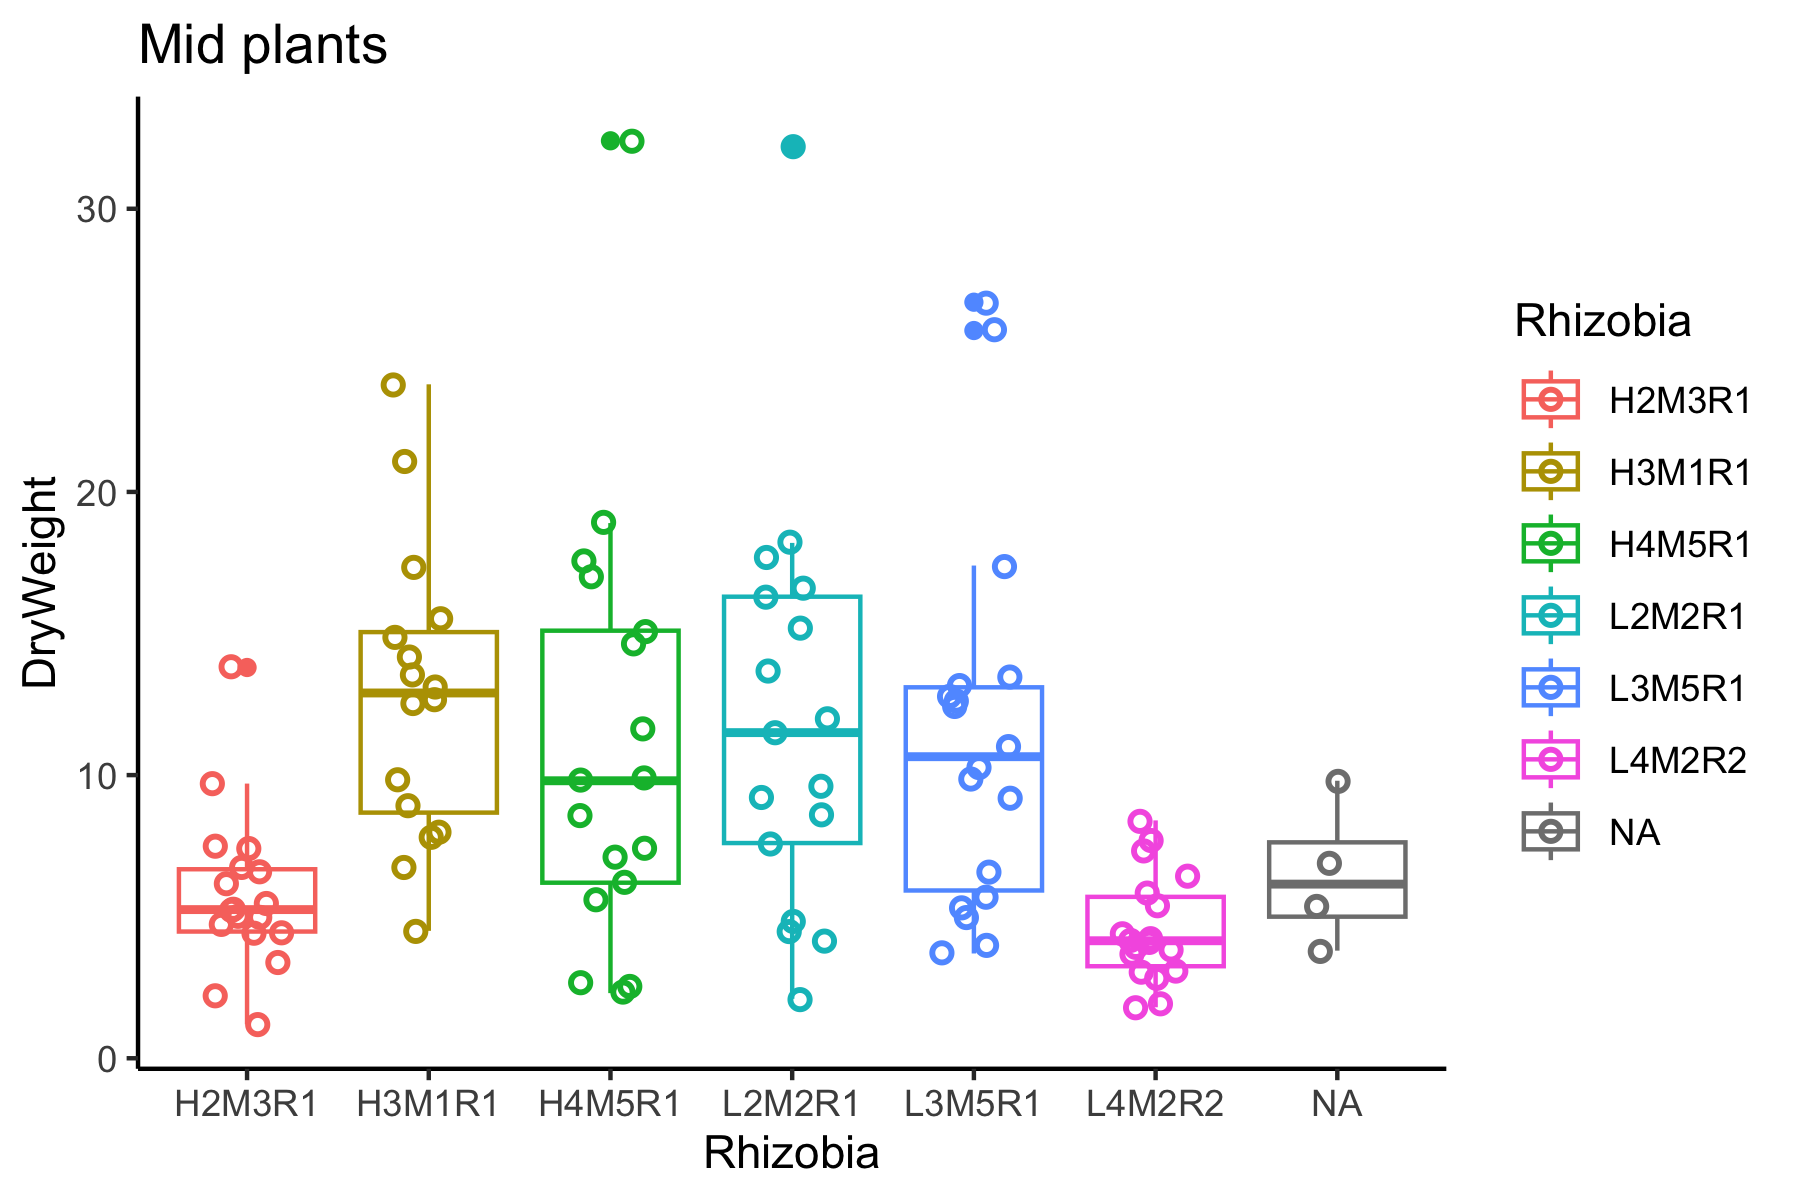 Mid plants
DryWeight
30
20
10
0
H2M3R1 H3M1R1 H4M5R1 L2M2R1 L3M5R1 L4M2R2 NA
Rhizobia
Rhizobia
H2M3R1
H3M1R1
H4M5R1
L2M2R1
L3M5R1
L4M2R2
NA